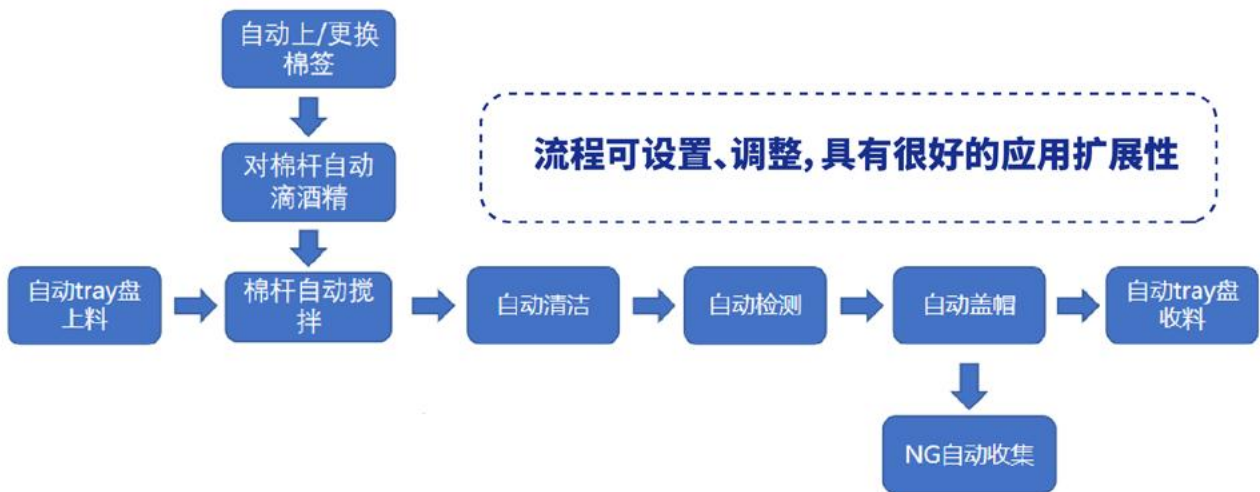 自动上/更换
棉签
流程可设置、调整,具有很好的应用扩展性
对棉杆自动
滴酒精
自动tray盘
上料
棉杆自动搅
拌
自动清洁
自动检测
自动盖帽
自动tray盘
收料
NG自动收集